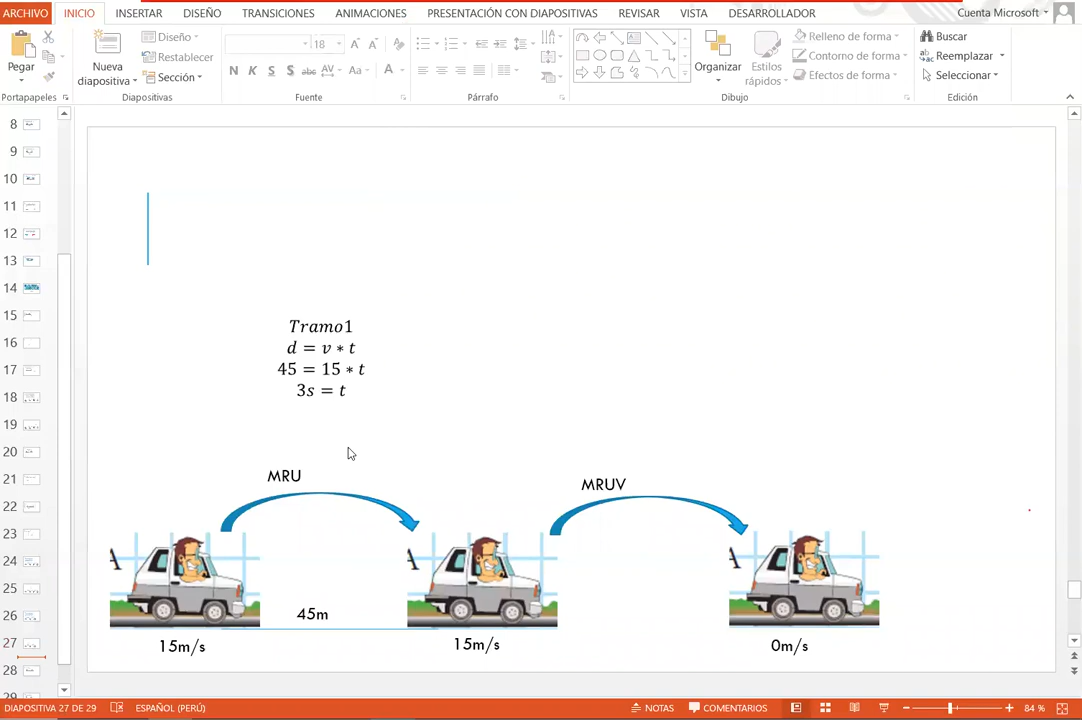 ARCHIVO INICIO INSERTAR DISEÑO TRANSICIONES ANIMACIONES PRESENTACIÓN CON DIAPOSITIVAS REVISAR VISTA DESARROLLADOR Cuenta Microsoft
Pegar
Nueva
diapositiva
Diseño
Restablecer
Sección
18
N K S S abc AV Aa A
Organizar
Estilos
rápidos
Relleno de forma
Contorno de forma
Efectos de forma
Buscar
Reemplazar
Seleccionar
Portapapeles Diapositivas Fuente Párrafo Dibujo Edición
8
9
10
11
12
13
14
15
16
17
18
19
20
21
22
23
24
25
26
27
28
29
Tramo1
d = v ∗ t
45 = 15 ∗ t
3s = t
MRU
MRUV
A
A
A
45m
15m/s
15m/s
0m/s
DIAPOSITIVA 27 DE 29 ESPAÑOL (PERÚ) NOTAS COMENTARIOS 84 %